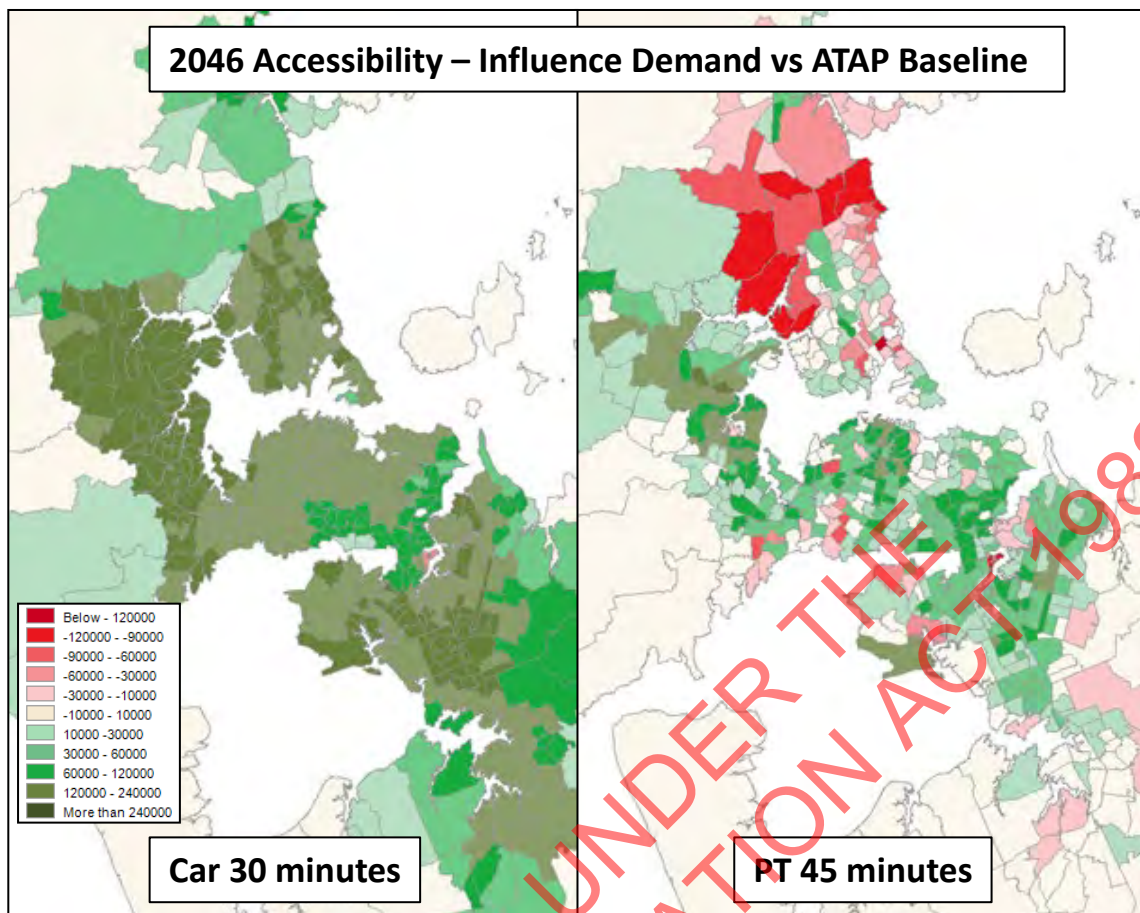 2046 Accessibility – Influence Demand vs ATAP Baseline
Below - 120000
-120000 - -90000
-90000 - -60000
-60000 - -30000
-30000 - -10000
-10000 - 10000
10000 -30000
30000 - 60000
60000 - 120000
120000 - 240000
More than 240000
Car 30 minutes
PT 45 minutes
UNDER THE
ACT 198